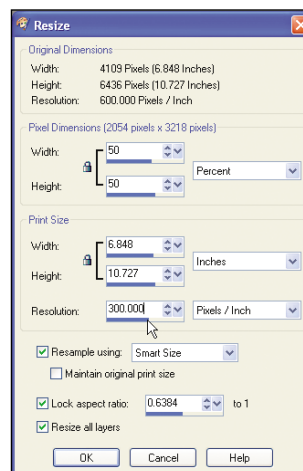 Resize
Original Dimensions
Width: 4109 Pixels (6.848 Inches)
Height: 6436 Pixels (10.727 Inches)
Resolution: 600.000 Pixels / Inch
Pixel Dimensions (2054 pixels x 3218 pixels)
Width: 50
Percent
Height: 50
Print Size
Width: 6.848
Inches
Height: 10.727
Resolution: 300.000 Pixels / Inch
Resample using: Smart Size
Maintain original print size
Lock aspect ratio: 0.6384 to 1
Resize all layers
OK Cancel Help